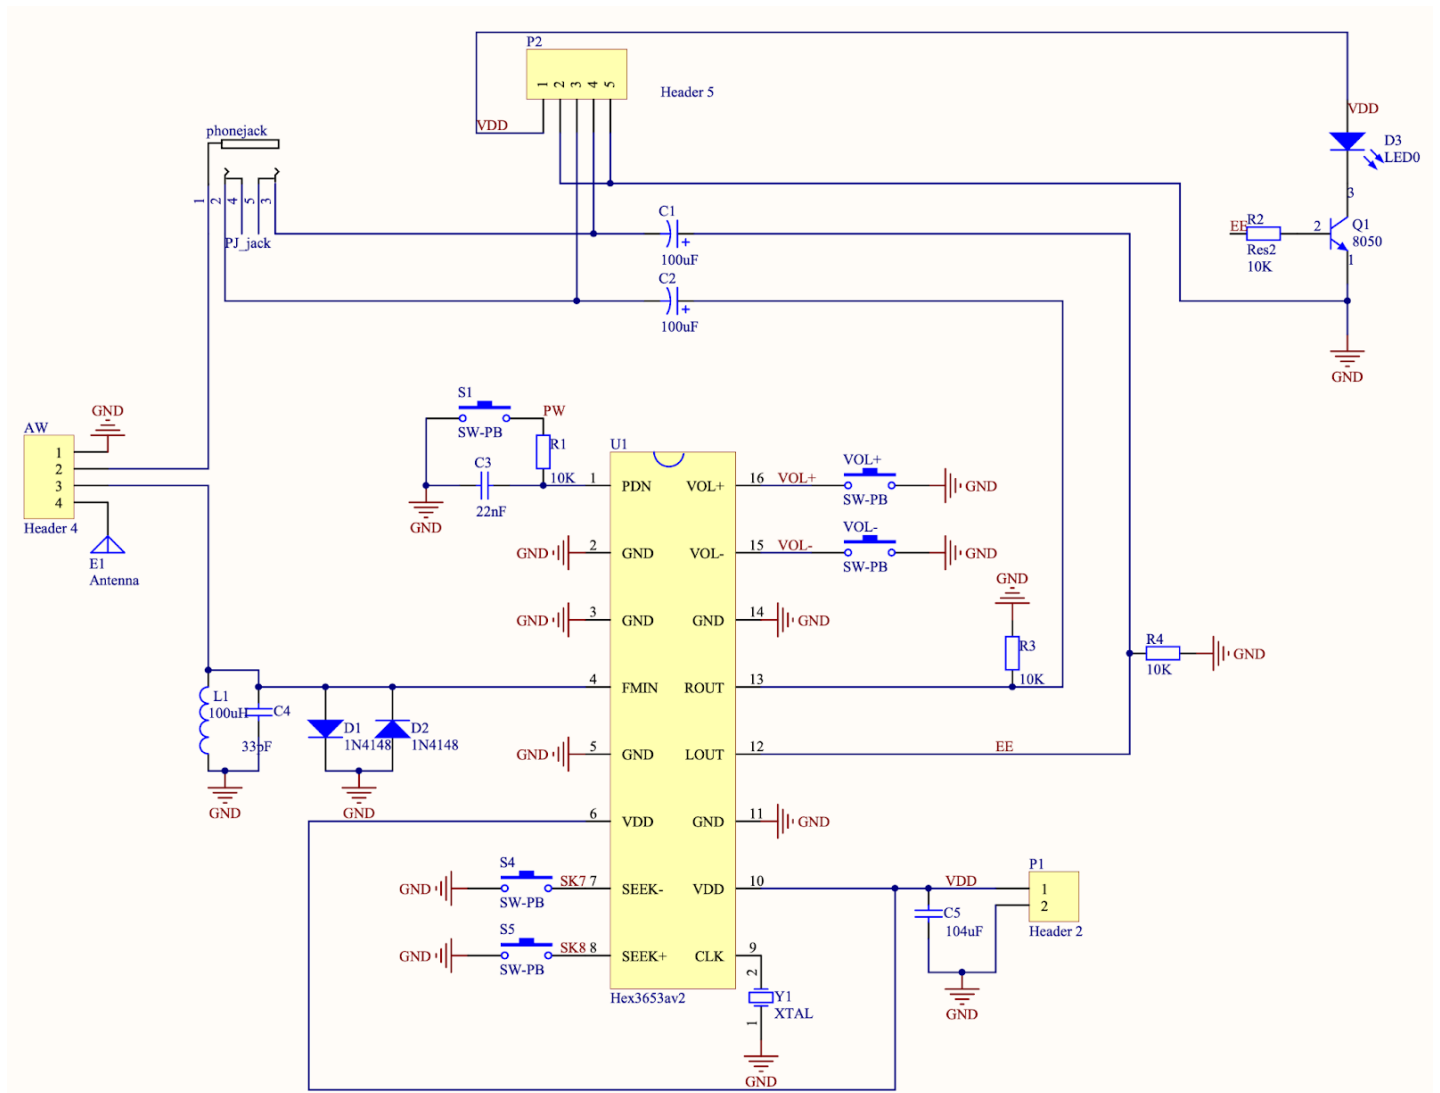 P2
1 2 3 4 5
Header 5
VDD
VDD
D3
LED0
3
phonejack
1 2 4 5 3
PJ_jack
C1
+
100uF
C2
+
100uF
EE
R2
Res2
10K
2
Q1
8050
1
GND
GND
AW
1
2
3
4
Header 4
E1
Antenna
S1
SW-PB
PW
R1
10K
C3
22nF
GND
U1
1 PDN
GND 2 GND
GND 3 GND
4 FMIN
GND 5 GND
6 VDD
7 SEEK-
8 SEEK+
VOL+ 16 VOL+
VOL- 15 VOL-
GND 14 GND
ROUT 13
LOUT 12 EE
GND 11 GND
VDD 10
CLK 9
Hex3653av2
VOL+
SW-PB
GND
VOL-
SW-PB
GND
GND
R3
10K
R4
10K
GND
L1
100uH
C4
33pF
GND
D1
1N4148
D2
1N4148
GND
S4
SW-PB
GND
SK7
S5
SW-PB
GND
SK8
VDD
P1
1
2
Header 2
C5
104uF
GND
2
Y1
XTAL
1
GND